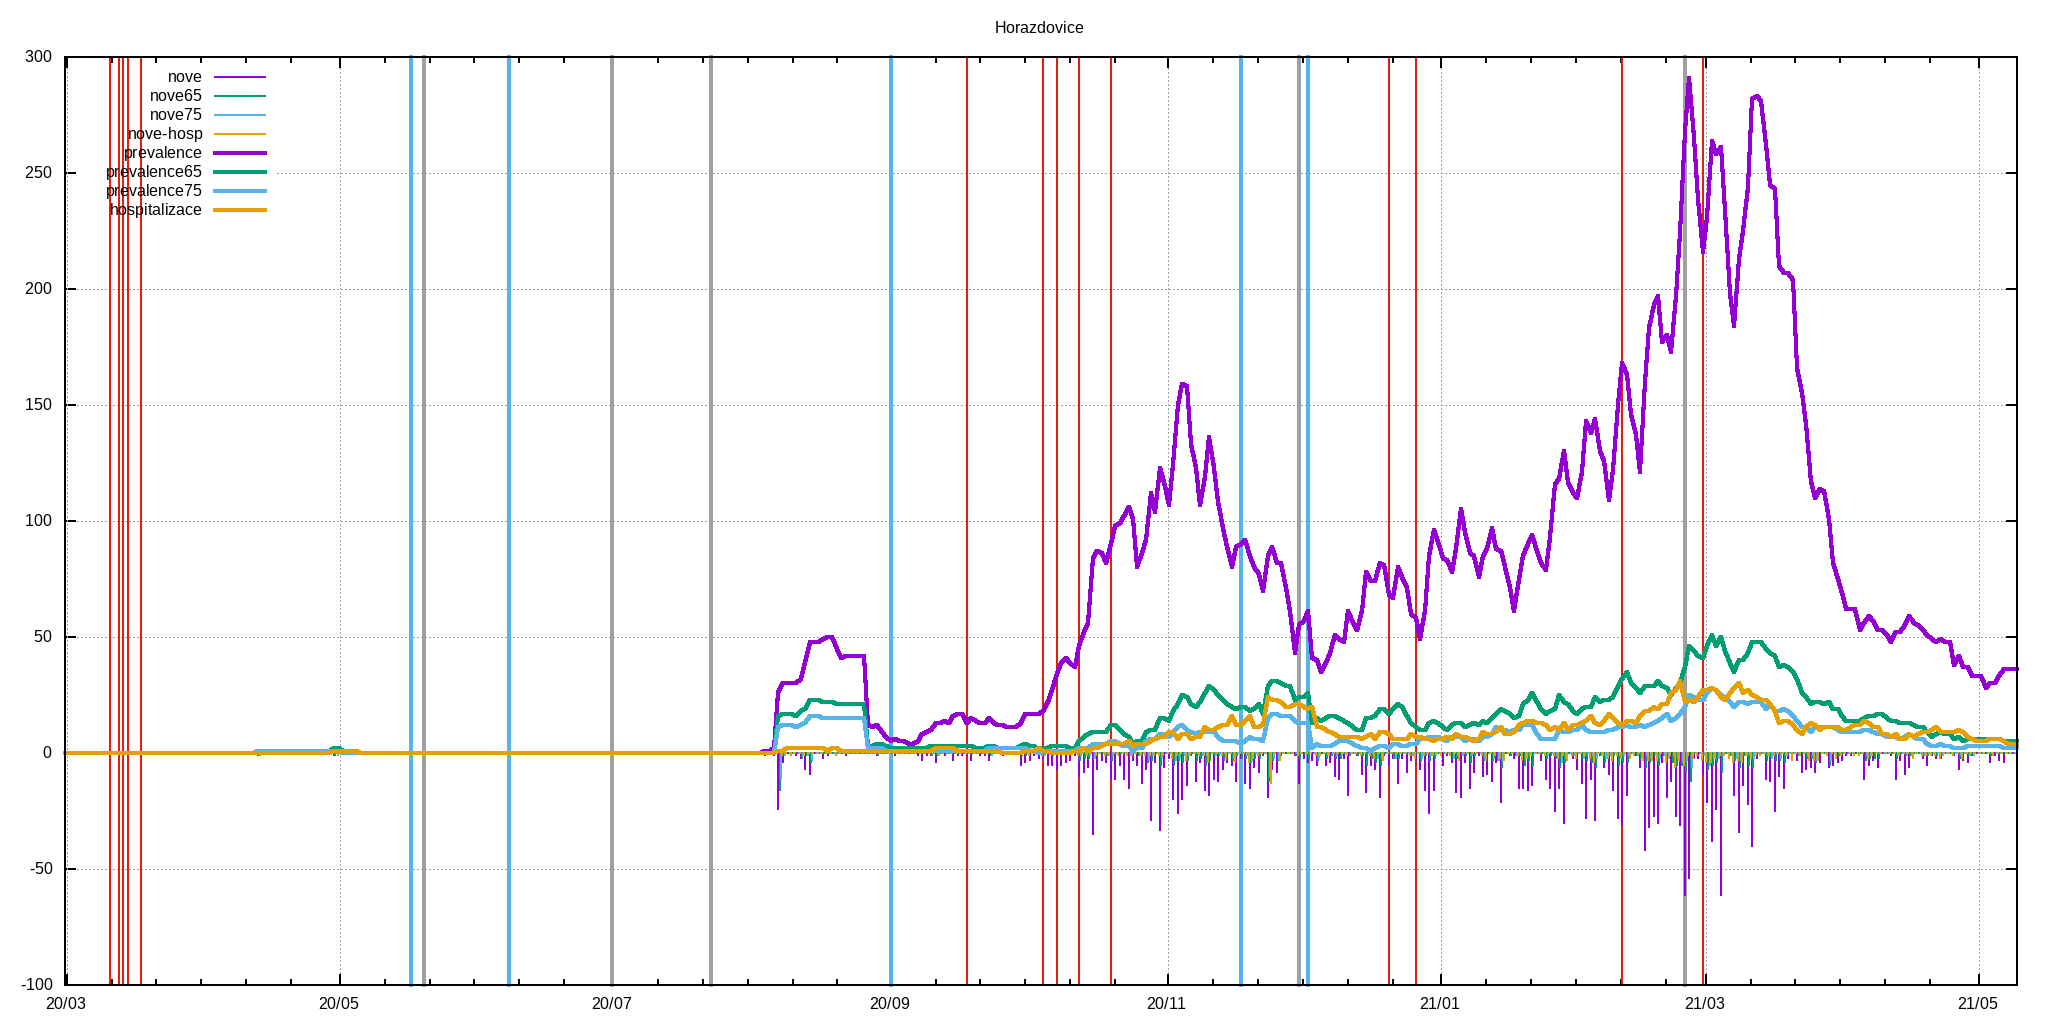 Horazdovice
300
nove
nove65
nove75
nove-hosp
prevalence
prevalence65
prevalence75
hospitalizace
250
200
150
100
50
0
-50
-100
20/03 20/05 20/07 20/09 20/11 21/01 21/03 21/05